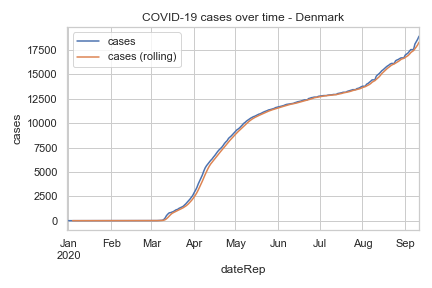 COVID-19 cases over time - Denmark
cases
cases (rolling)
17500
15000
12500
10000
7500
5000
2500
0
cases
Jan Feb Mar Apr May Jun Jul Aug Sep
2020
dateRep